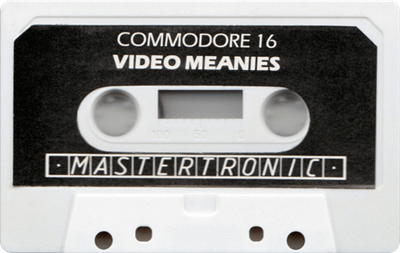 COMMODORE 16
VIDEO MEANIES
100 50 0
·MASTERTRONIC·